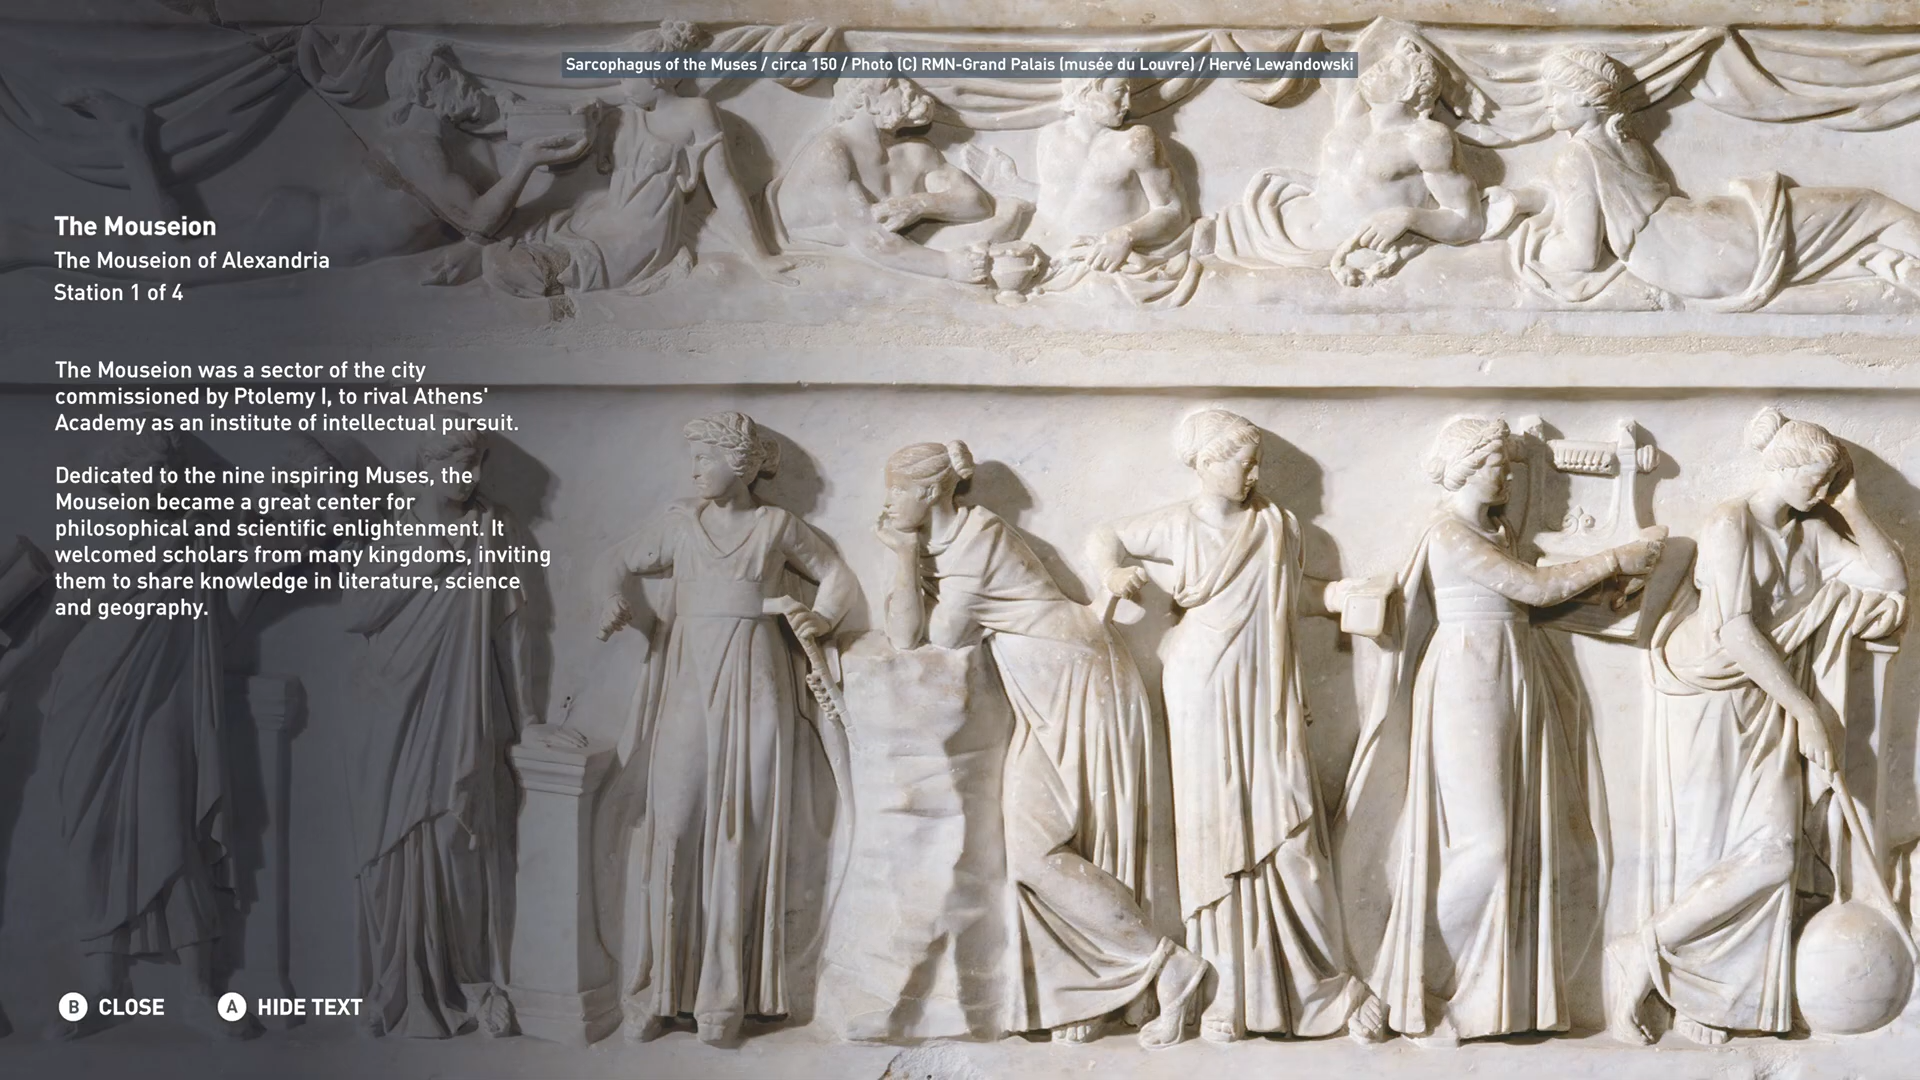 Sarcophagus of the Muses / circa 150 / Photo (C) RMN-Grand Palais (musée du Louvre) / Hervé Lewandowski
The Mouseion
The Mouseion of Alexandria
Station 1 of 4
The Mouseion was a sector of the city
commissioned by Ptolemy I, to rival Athens'
Academy as an institute of intellectual pursuit.
Dedicated to the nine inspiring Muses, the
Mouseion became a great center for
philosophical and scientific enlightenment. It
welcomed scholars from many kingdoms, inviting
them to share knowledge in literature, science
and geography.
B CLOSE A HIDE TEXT